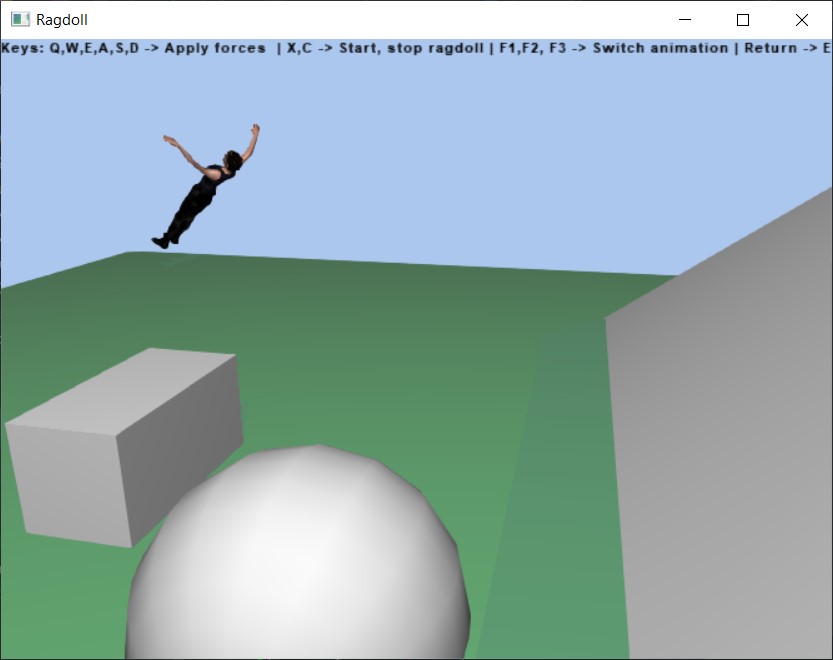 Ragdoll
Keys: Q,W,E,A,S,D -> Apply forces | X,C -> Start, stop ragdoll | F1,F2, F3 -> Switch animation | Return -> E